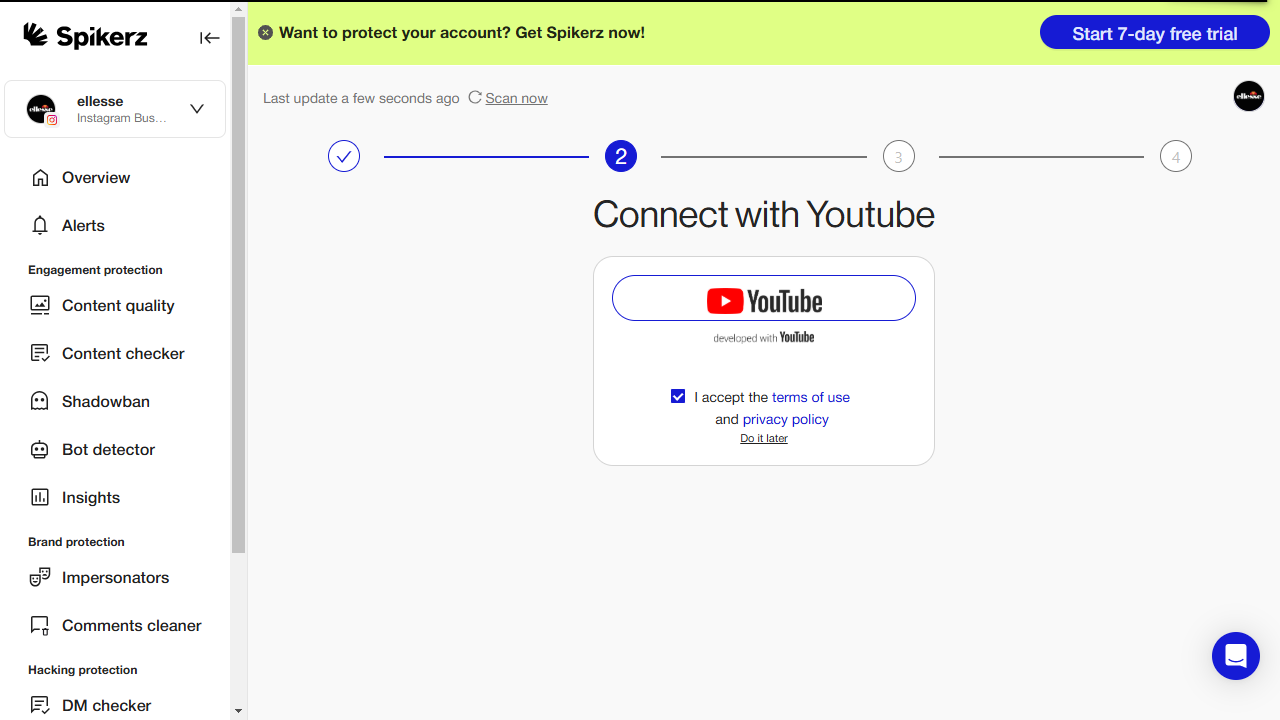 Spikerz
Want to protect your account? Get Spikerz now!
Start 7-day free trial
ellesse
Instagram Bus...
Last update a few seconds ago
Scan now
ellesse
2
3
4
Overview
Alerts
Engagement protection
Content quality
Content checker
Shadowban
Bot detector
Insights
Brand protection
Impersonators
Comments cleaner
Hacking protection
DM checker
Connect with Youtube
YouTube
developed with YouTube
I accept the terms of use
and privacy policy
Do it later